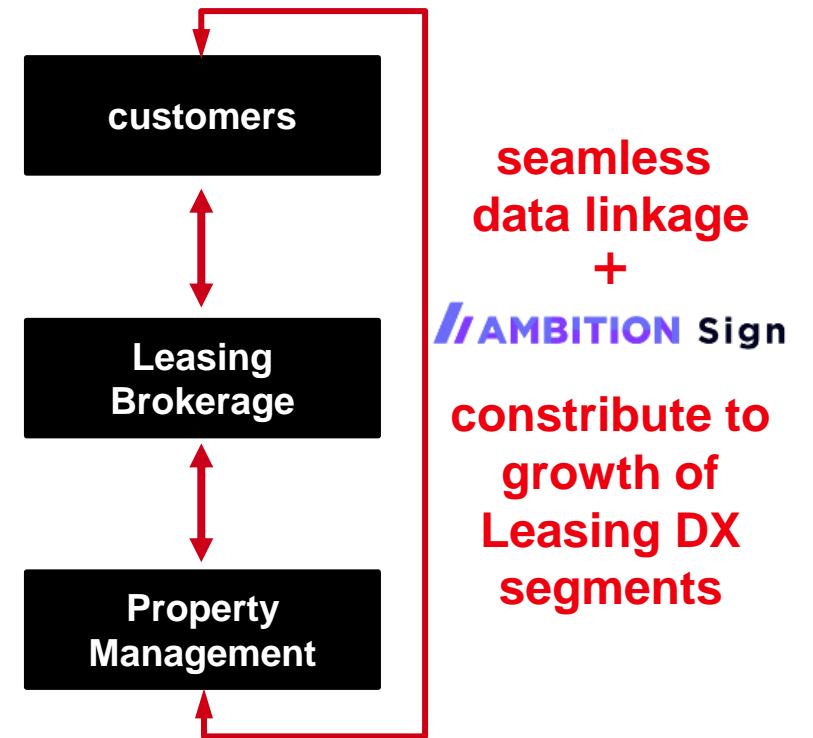 customers
Leasing
Brokerage
Property
Management
seamless
data linkage
+
AMBITION Sign
constribute to
growth of
Leasing DX
segments